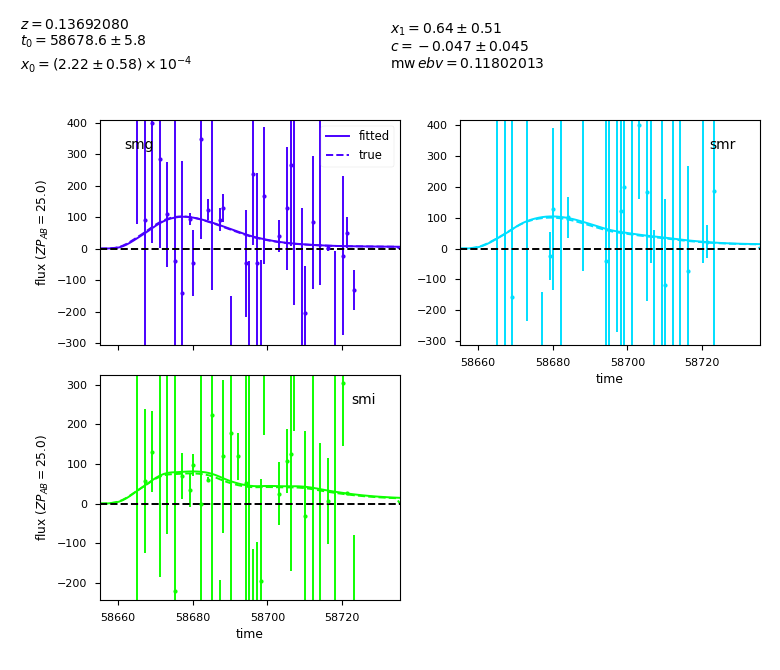 z = 0.13692080
t₀ = 58678.6 ± 5.8
x₀ = (2.22 ± 0.58) × 10⁻⁴
x₁ = 0.64 ± 0.51
c = −0.047 ± 0.045
mw ebv = 0.11802013
400
300
200
100
0
−100
−200
−300
flux (ZP_AB = 25.0)
smg
fitted
true
400
300
200
100
0
−100
−200
−300
smr
58660 58680 58700 58720
time
300
200
100
0
−100
−200
flux (ZP_AB = 25.0)
smi
58660 58680 58700 58720
time